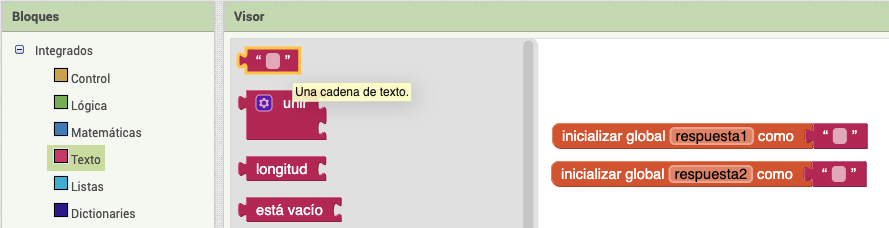 Bloques
Visor
Integrados
Control
Lógica
Matemáticas
Texto
Listas
Dictionaries
“ ”
Una cadena de texto.
unir
longitud
está vacío
inicializar global respuesta1 como “ ”
inicializar global respuesta2 como “ ”